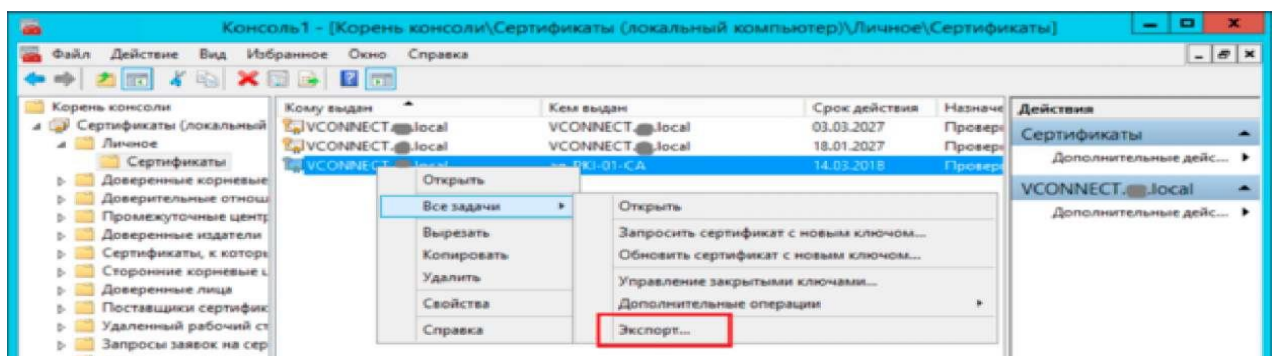 Консоль1 - [Корень консоли\Сертификаты (локальный компьютер)\Личное\Сертификаты]
Файл Действие Вид Избранное Окно Справка
Корень консоли
Сертификаты (локальный
Личное
Сертификаты
Доверенные корневые
Доверительные отнош
Промежуточные центр
Доверенные издатели
Сертификаты, к которы
Сторонние корневые ц
Доверенные лица
Поставщики сертифик
Удаленный рабочий ст
Запросы заявок на сер
Кому выдан Кем выдан Срок действия Назначе
VCONNECT. .local VCONNECT. .local 03.03.2027 Провер
VCONNECT. .local VCONNECT. .local 18.01.2027 Провер
VCONNECT. .local -PKI-01-CA 14.03.2018 Провер
Открыть
Все задачи
Вырезать
Копировать
Удалить
Свойства
Справка
Открыть
Запросить сертификат с новым ключом...
Обновить сертификат с новым ключом...
Управление закрытыми ключами...
Дополнительные операции
Экспорт...
Действия
Сертификаты
Дополнительные дейс...
VCONNECT. .local
Дополнительные дейс...